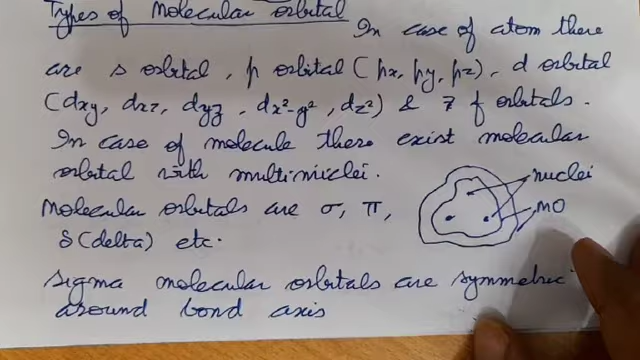 Types of Molecular orbital
In case of atom there
are s orbital, p orbital (px, py, pz), d orbital
(dxy, dxz, dyz, dx²-y², dz²) & 7 f orbitals.
In case of molecule there exist molecular
orbital with multinuclei.
nuclei
Molecular orbitals are σ, π,
MO
δ(delta) etc.
Sigma molecular orbitals are symmetric
around bond axis